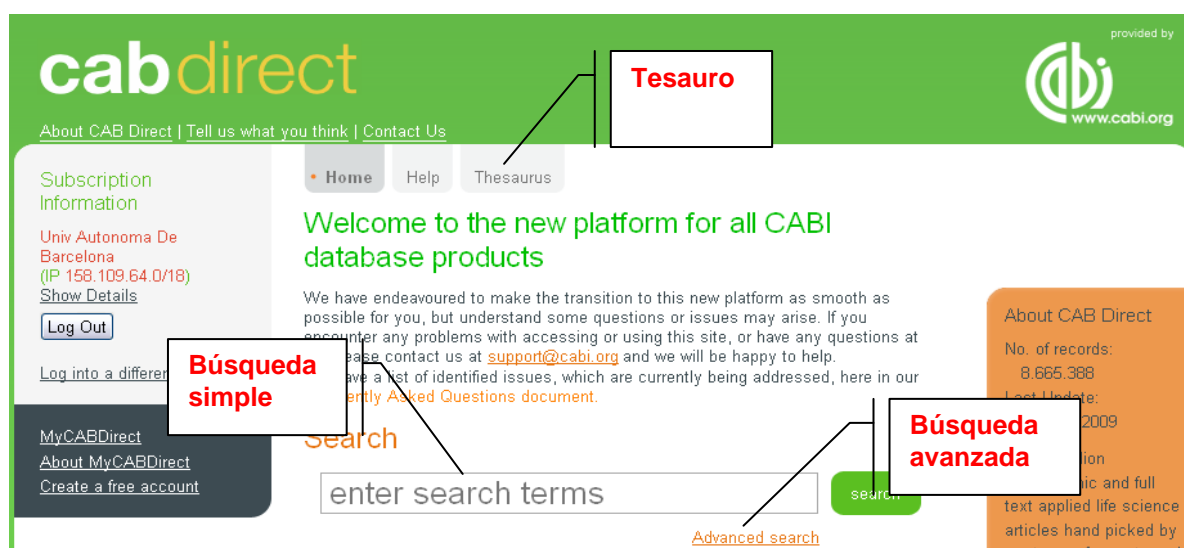 provided by
cabdirect
cabi
www.cabi.org
Tesauro
About CAB Direct | Tell us what you think | Contact Us
• Home Help Thesaurus
Subscription
Information
Univ Autonoma De
Barcelona
(IP 158.109.64.0/18)
Show Details
Log Out
Log into a differen
MyCABDirect
About MyCABDirect
Create a free account
Welcome to the new platform for all CABI
database products
We have endeavoured to make the transition to this new platform as smooth as
possible for you, but understand some questions or issues may arise. If you
encounter any problems with accessing or using this site, or have any questions at
ease contact us at support@cabi.org and we will be happy to help.
ave a list of identified issues, which are currently being addressed, here in our
ently Asked Questions document.
Búsqueda
simple
Search
enter search terms
search
Advanced search
Búsqueda
avanzada
About CAB Direct
No. of records:
8.665.388
Last Update:
2009
ion
ic and full
text applied life science
articles hand picked by